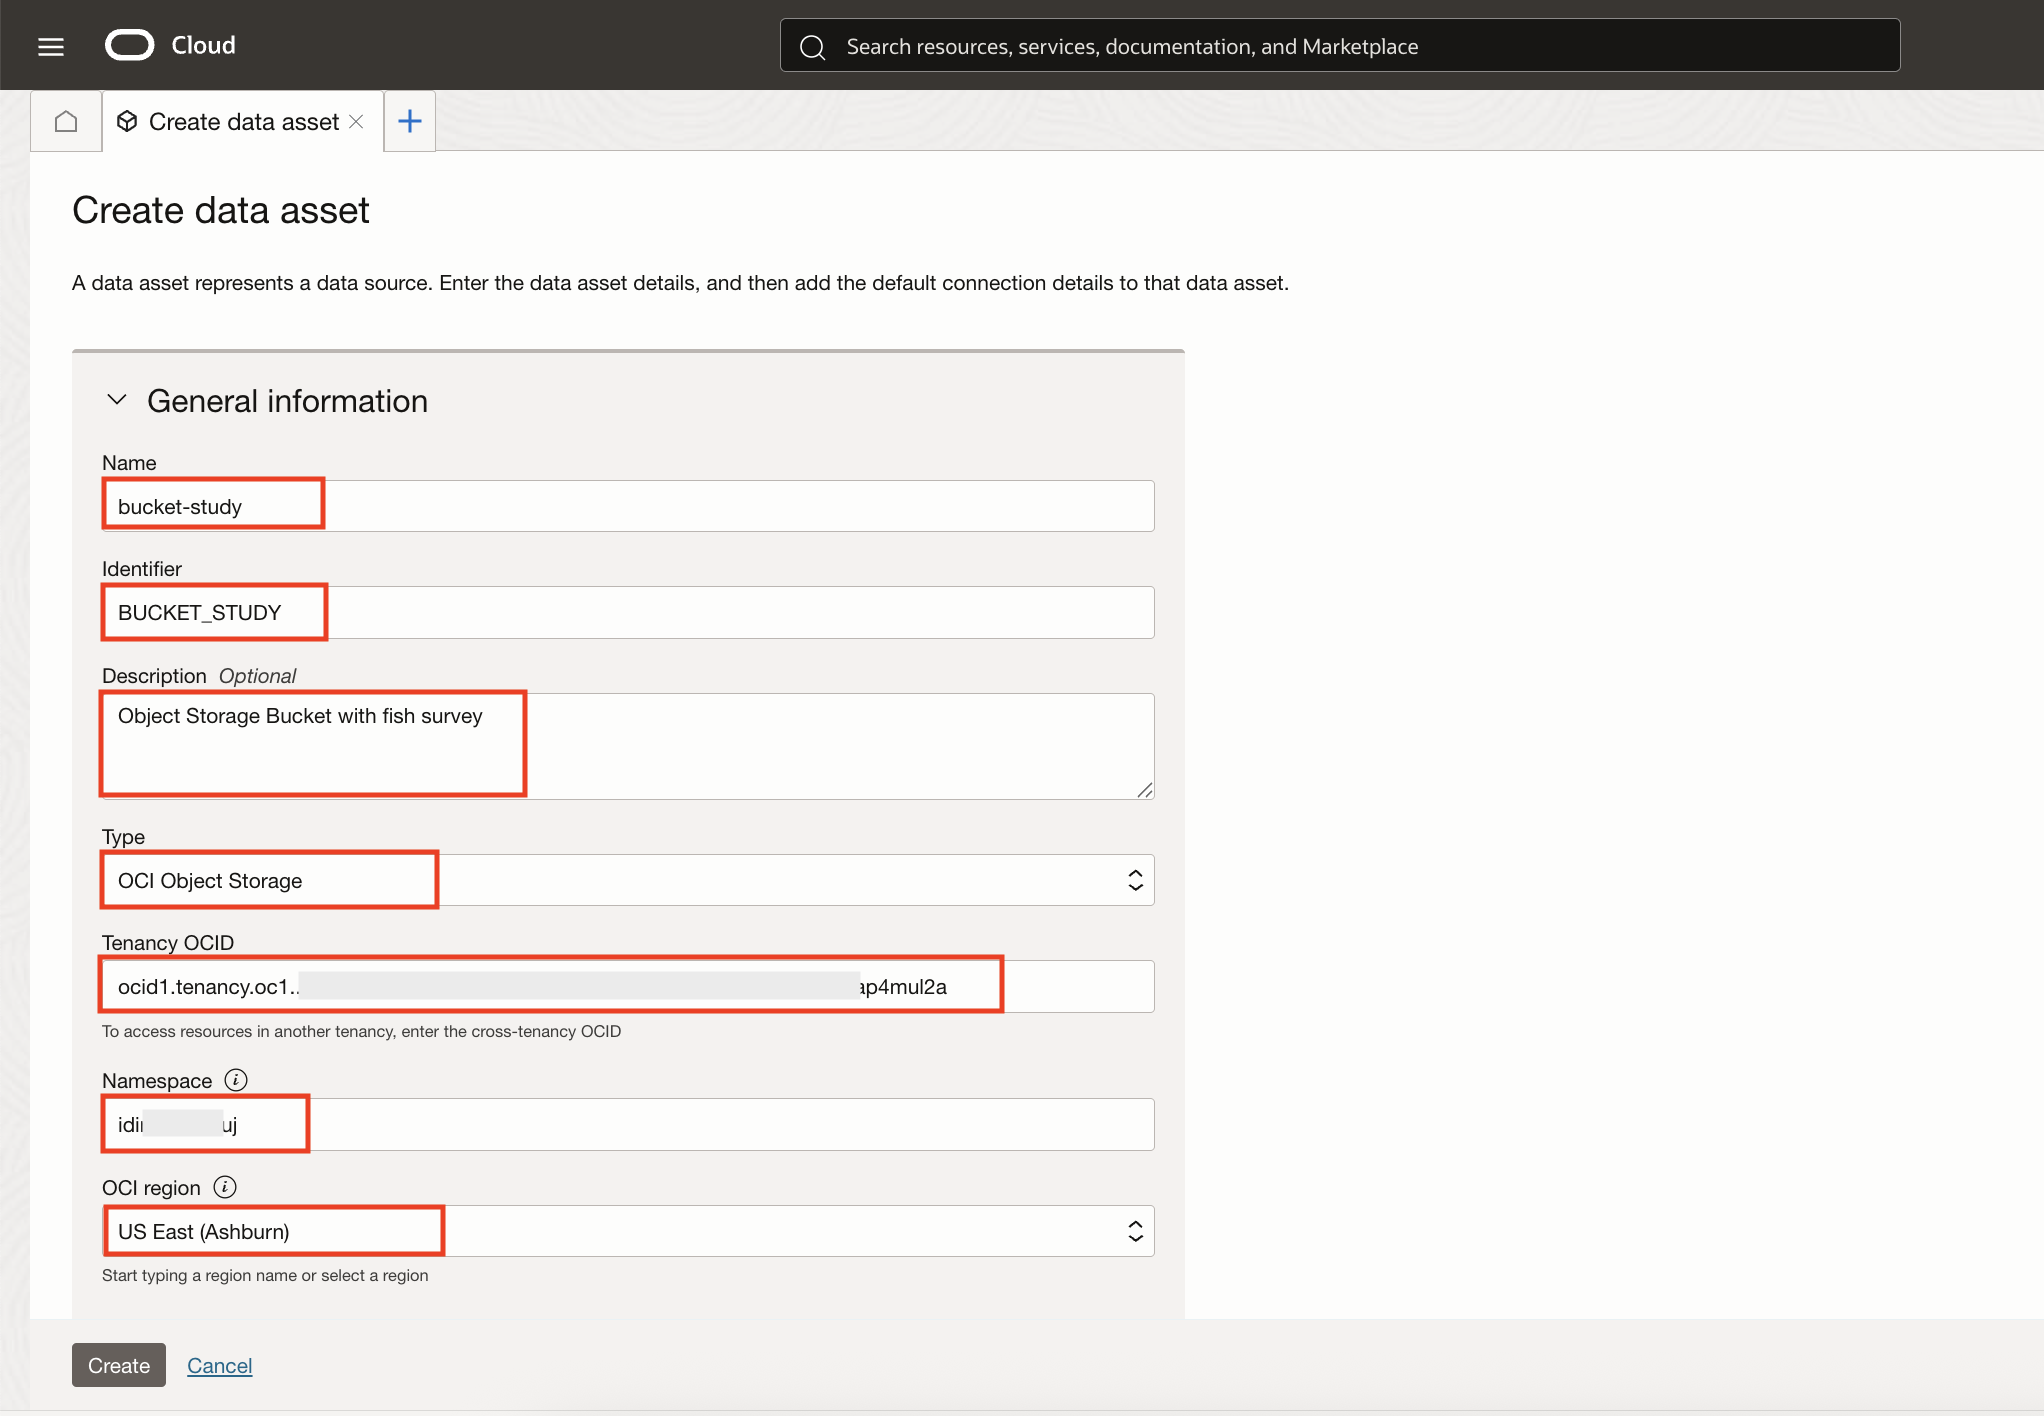 Cloud
Search resources, services, documentation, and Marketplace
Create data asset
Create data asset
A data asset represents a data source. Enter the data asset details, and then add the default connection details to that data asset.
General information
Name
bucket-study
Identifier
BUCKET_STUDY
Description Optional
Object Storage Bucket with fish survey
Type
OCI Object Storage
Tenancy OCID
ocid1.tenancy.oc1.. ap4mul2a
To access resources in another tenancy, enter the cross-tenancy OCID
Namespace
idi uj
OCI region
US East (Ashburn)
Start typing a region name or select a region
Create Cancel